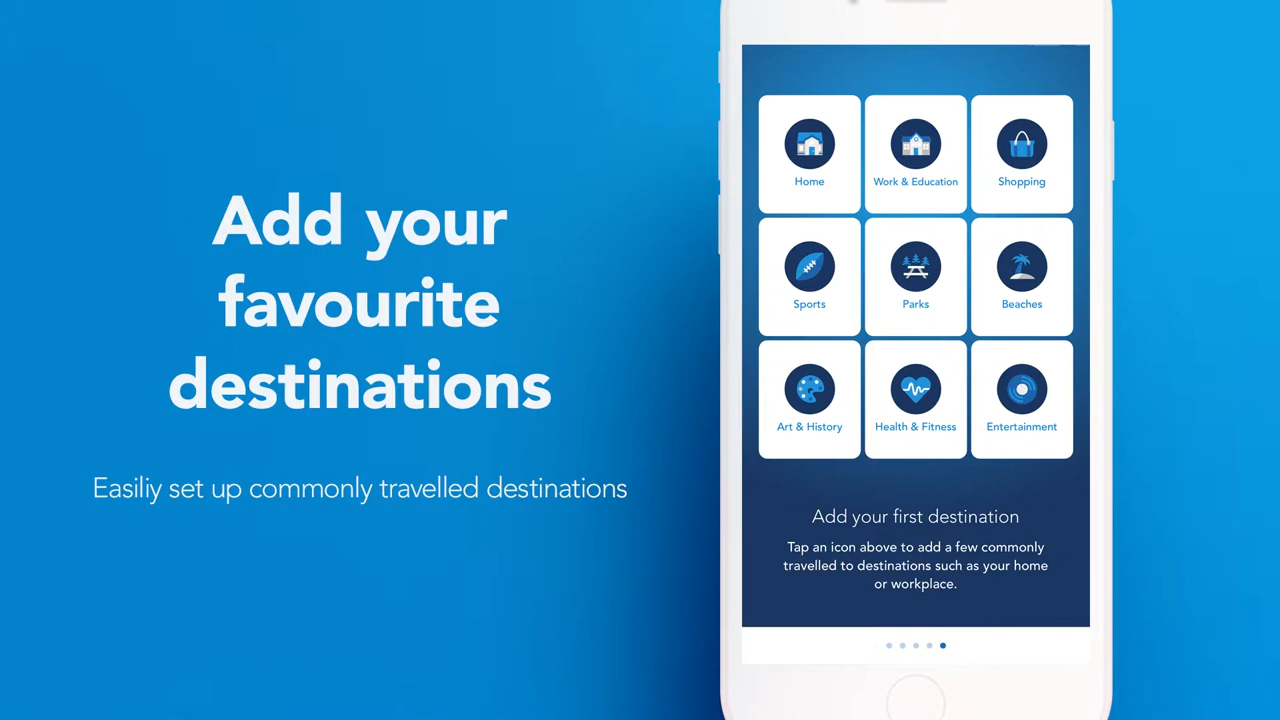 Add your
favourite
destinations
Easiliy set up commonly travelled destinations
Home
Work & Education
Shopping
Sports
Parks
Beaches
Art & History
Health & Fitness
Entertainment
Add your first destination
Tap an icon above to add a few commonly
travelled to destinations such as your home
or workplace.